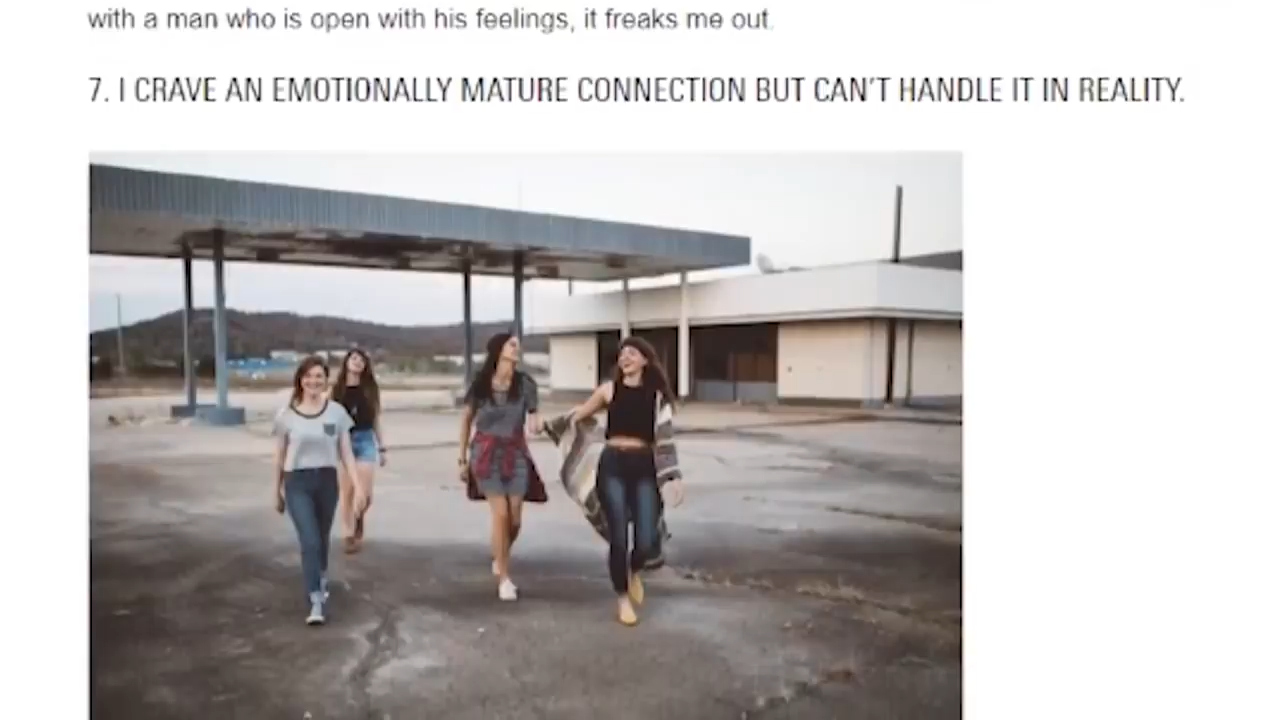 with a man who is open with his feelings, it freaks me out.
7. I CRAVE AN EMOTIONALLY MATURE CONNECTION BUT CAN'T HANDLE IT IN REALITY.